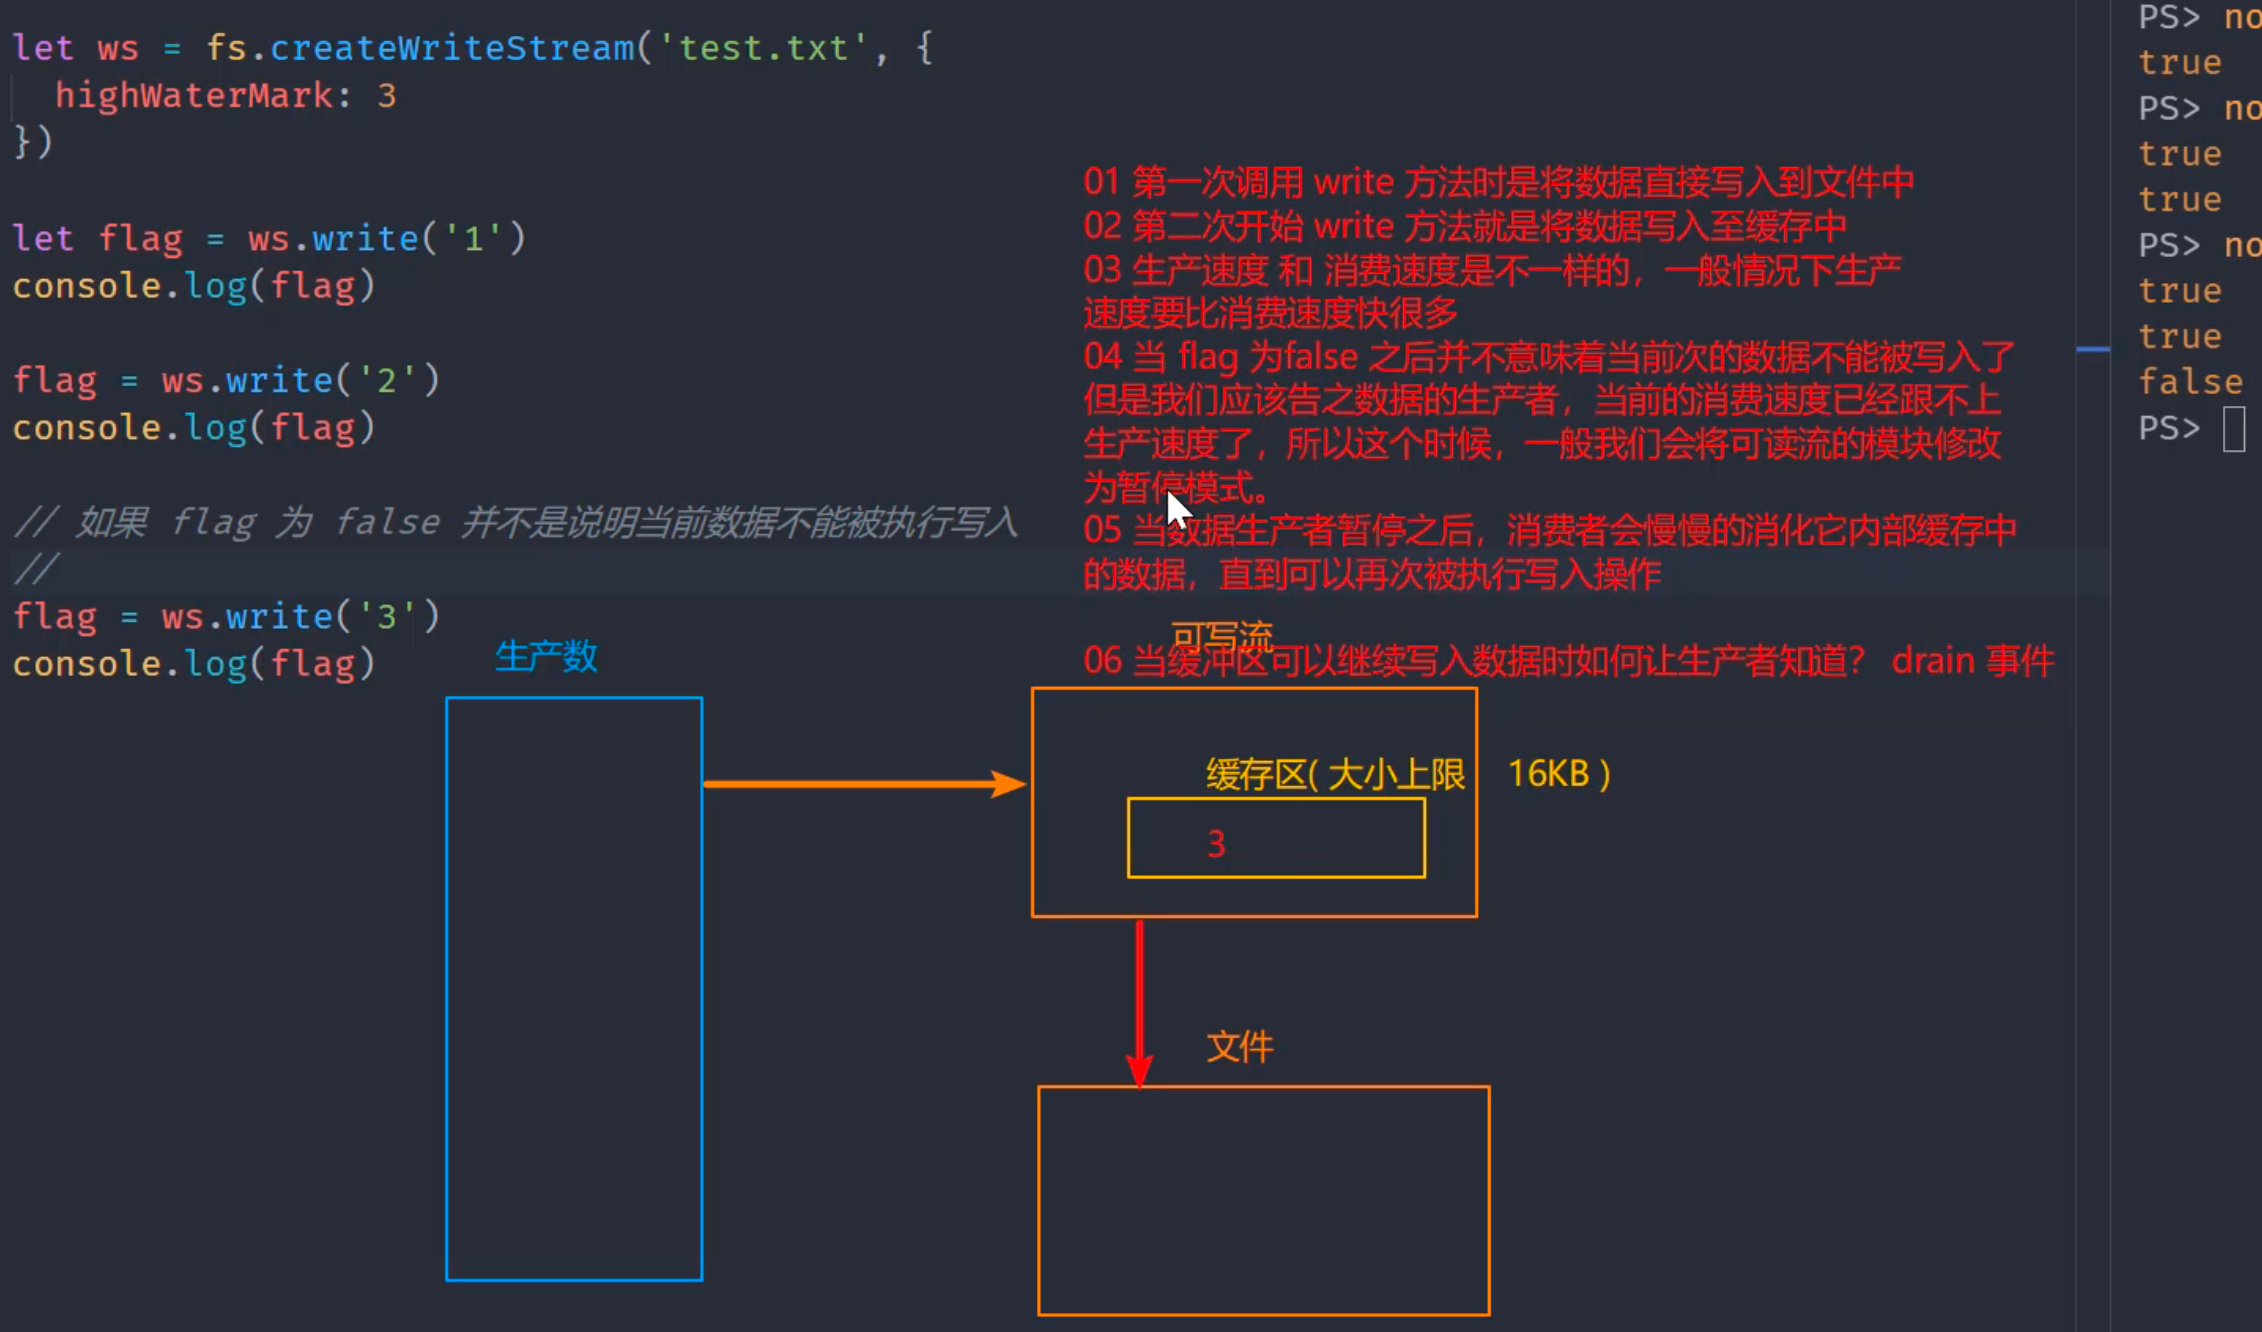 let ws = fs.createWriteStream('test.txt', {
  highWaterMark: 3
})
let flag = ws.write('1')
console.log(flag)
flag = ws.write('2')
console.log(flag)
// 如果 flag 为 false 并不是说明当前数据不能被执行写入
//
flag = ws.write('3')
console.log(flag)
01 第一次调用 write 方法时是将数据直接写入到文件中
02 第二次开始 write 方法就是将数据写入至缓存中
03 生产速度 和 消费速度是不一样的，一般情况下生产
速度要比消费速度快很多
04 当 flag 为false 之后并不意味着当前次的数据不能被写入了
但是我们应该告之数据的生产者，当前的消费速度已经跟不上
生产速度了，所以这个时候，一般我们会将可读流的模块修改
为暂停模式。
05 当数据生产者暂停之后，消费者会慢慢的消化它内部缓存中
的数据，直到可以再次被执行写入操作
06 当缓冲区可以继续写入数据时如何让生产者知道？ drain 事件
生产数
可写流
缓存区( 大小上限 16KB )
3
文件
PS> no
true
PS> no
true
true
PS> no
true
true
false
PS>